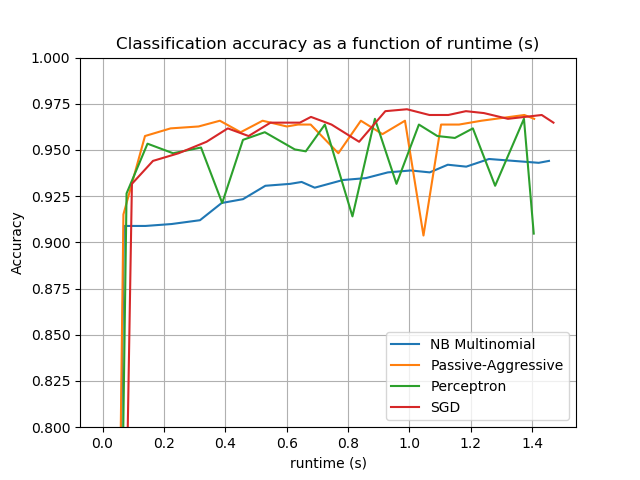 Classification accuracy as a function of runtime (s)
1.000
0.975
0.950
0.925
0.900
0.875
0.850
0.825
0.800
Accuracy
NB Multinomial
Passive-Aggressive
Perceptron
SGD
0.0 0.2 0.4 0.6 0.8 1.0 1.2 1.4
runtime (s)